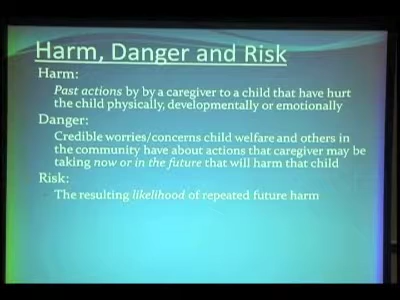 Harm, Danger and Risk
Harm:
Past actions by by a caregiver to a child that have hurt
the child physically, developmentally or emotionally
Danger:
Credible worries/concerns child welfare and others in
the community have about actions that caregiver may be
taking now or in the future that will harm that child
Risk:
The resulting likelihood of repeated future harm